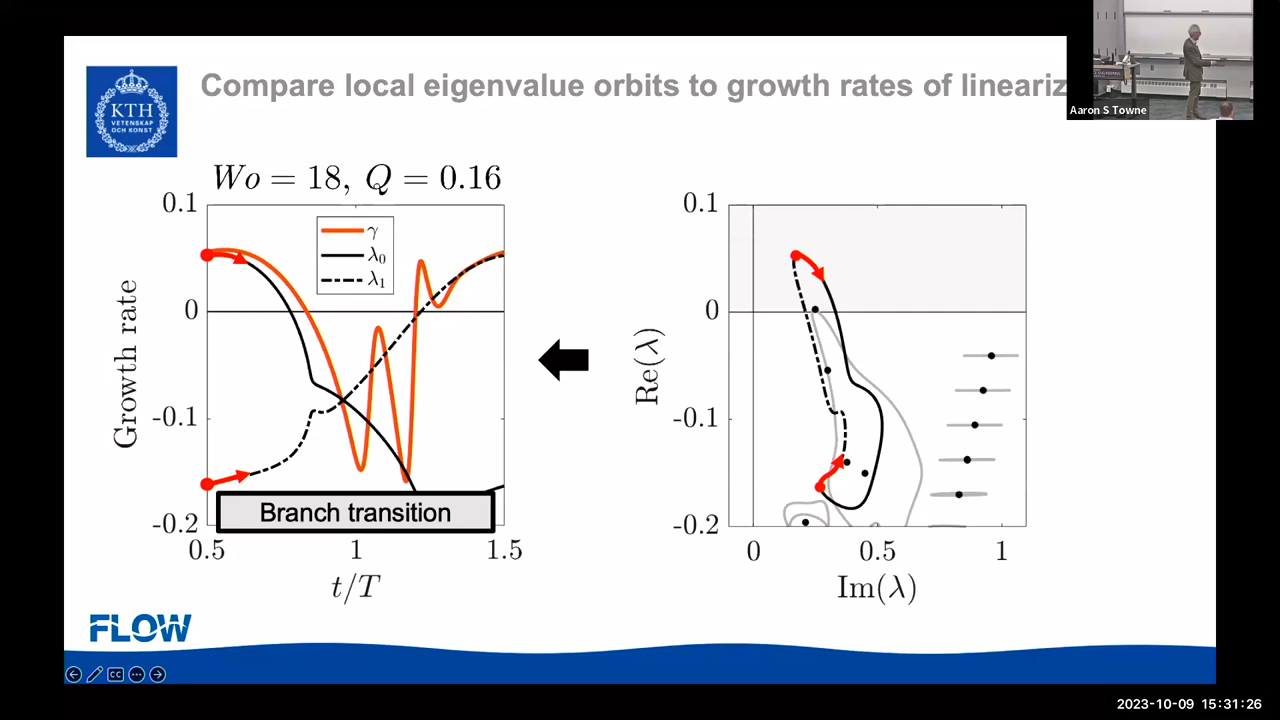 Compare local eigenvalue orbits to growth rates of lineariz
Aaron S Towne
KTH
VETENSKAP
OCH KONST
Wo = 18, Q = 0.16
0.1
0
-0.1
-0.2
Growth rate
γ
λ₀
λ₁
Branch transition
0.5
1
1.5
t/T
0.1
0
-0.1
-0.2
Re(λ)
0
0.5
1
Im(λ)
FLOW
CC
2023-10-09 15:31:26